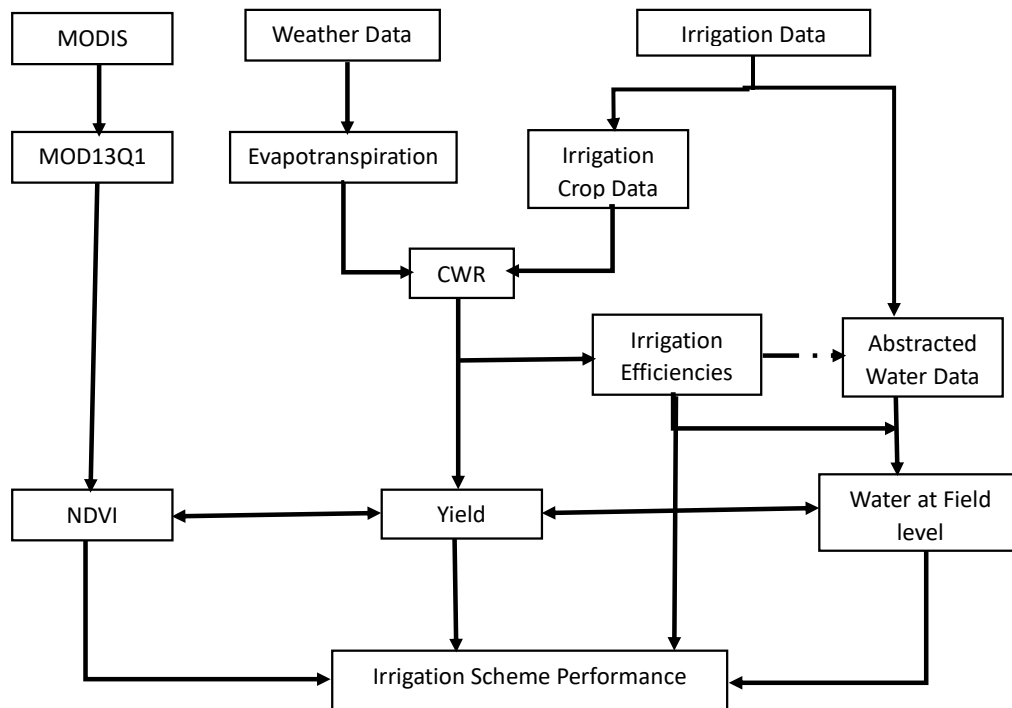 MODIS
Weather Data
Irrigation Data
MOD13Q1
Evapotranspiration
Irrigation
Crop Data
CWR
Irrigation
Efficiencies
Abstracted
Water Data
NDVI
Yield
Water at Field
level
Irrigation Scheme Performance